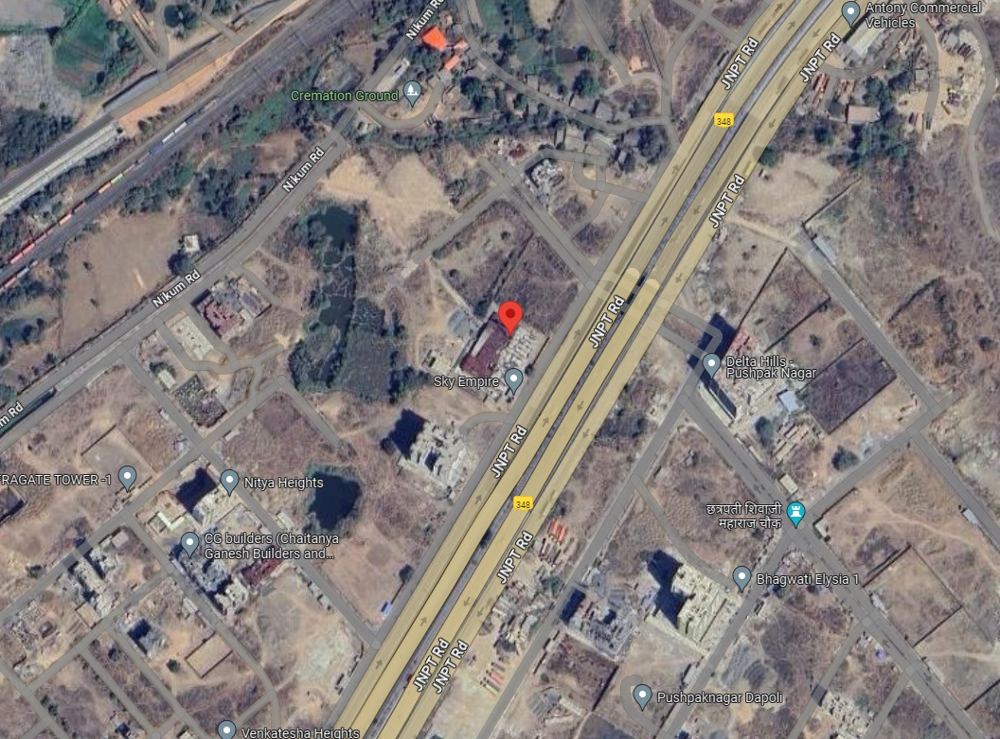 Nikum Rd
Antony Commercial
Vehicles
JNPT Rd
JNPT Rd
Cremation Ground
348
Nikum Rd
JNPT Rd
Nikum Rd
JNPT Rd
Delta Hills -
Pushpak Nagar
Sky Empire
m Rd
JNPT Rd
RAGATE TOWER -1
Nitya Heights
348
छत्रपती शिवाजी
महाराज चौक
CG builders (Chaitanya
Ganesh Builders and...
JNPT Rd
Bhagwati Elysia 1
JNPT Rd
JNPT Rd
Pushpaknagar Dapoli
Venkatesha Heights